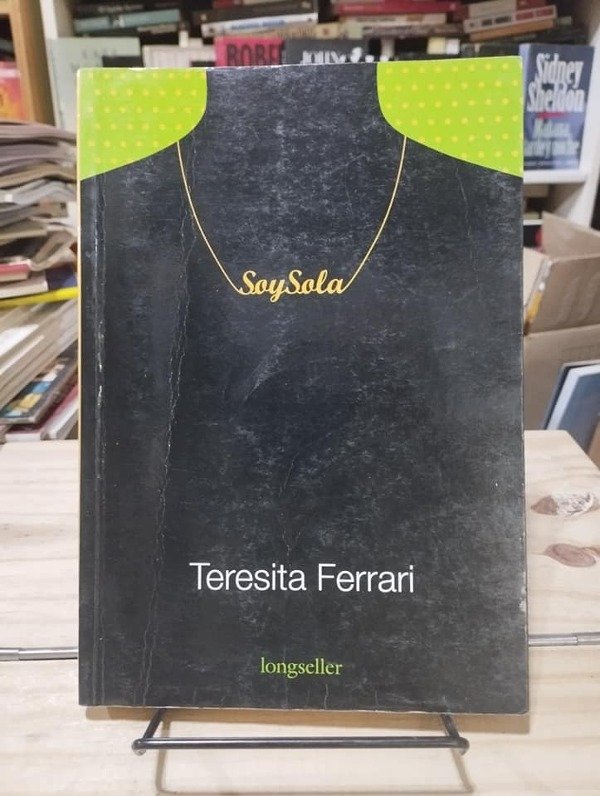 SoySola
Teresita Ferrari
longseller
Sidney
Sheldon